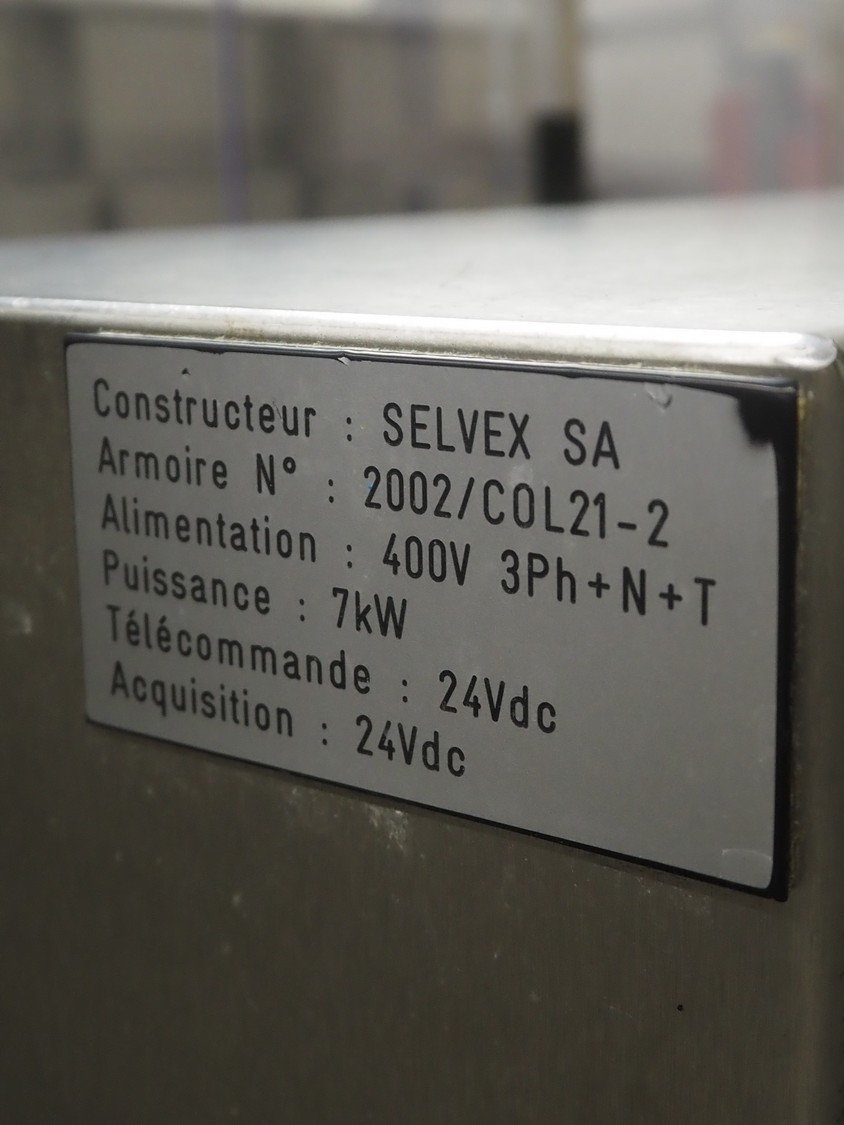 Constructeur : SELVEX SA
Armoire N° : 2002/COL21-2
Alimentation : 400V 3Ph+N+T
Puissance : 7kW
Télécommande : 24Vdc
Acquisition : 24Vdc